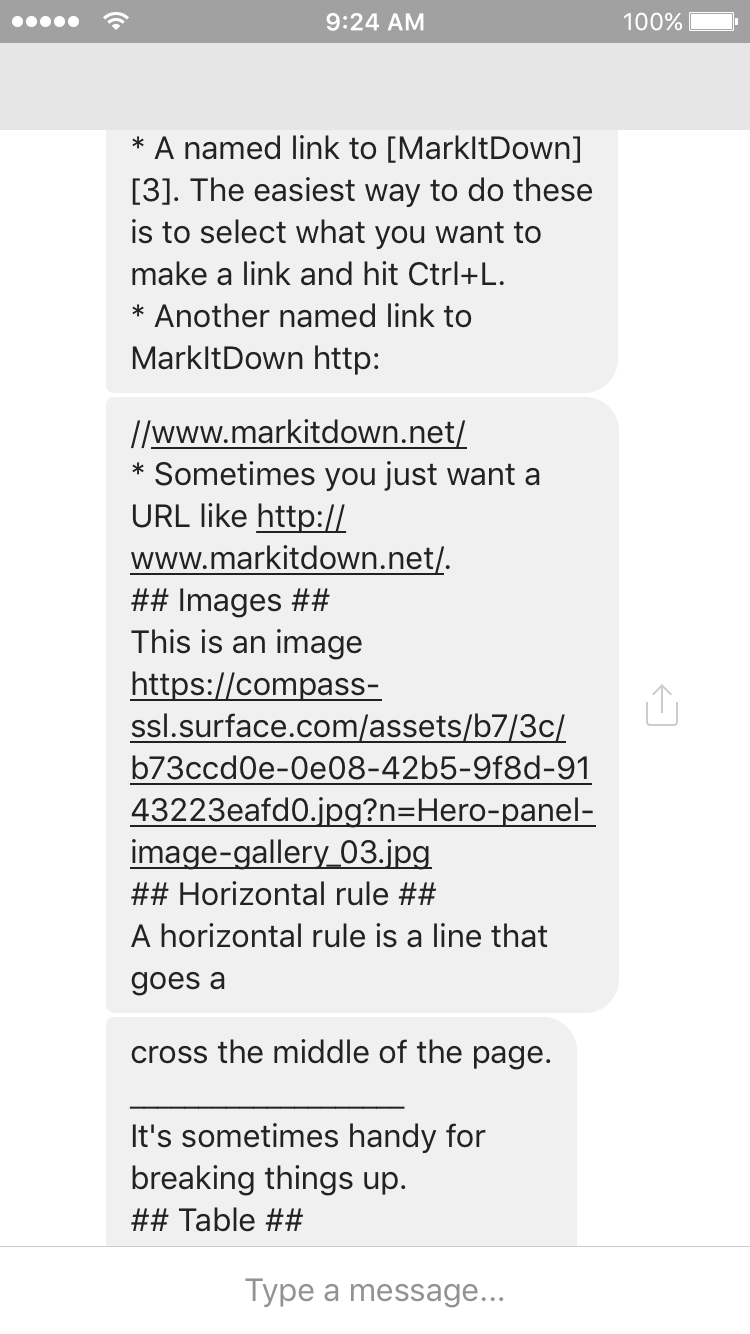 9:24 AM
100%
* A named link to [MarkItDown]
[3]. The easiest way to do these
is to select what you want to
make a link and hit Ctrl+L.
* Another named link to
MarkItDown http:
//www.markitdown.net/
* Sometimes you just want a
URL like http://
www.markitdown.net/.
## Images ##
This is an image
https://compass-
ssl.surface.com/assets/b7/3c/
b73ccd0e-0e08-42b5-9f8d-91
43223eafd0.jpg?n=Hero-panel-
image-gallery_03.jpg
## Horizontal rule ##
A horizontal rule is a line that
goes a
cross the middle of the page.
___________________
It's sometimes handy for
breaking things up.
## Table ##
Type a message...